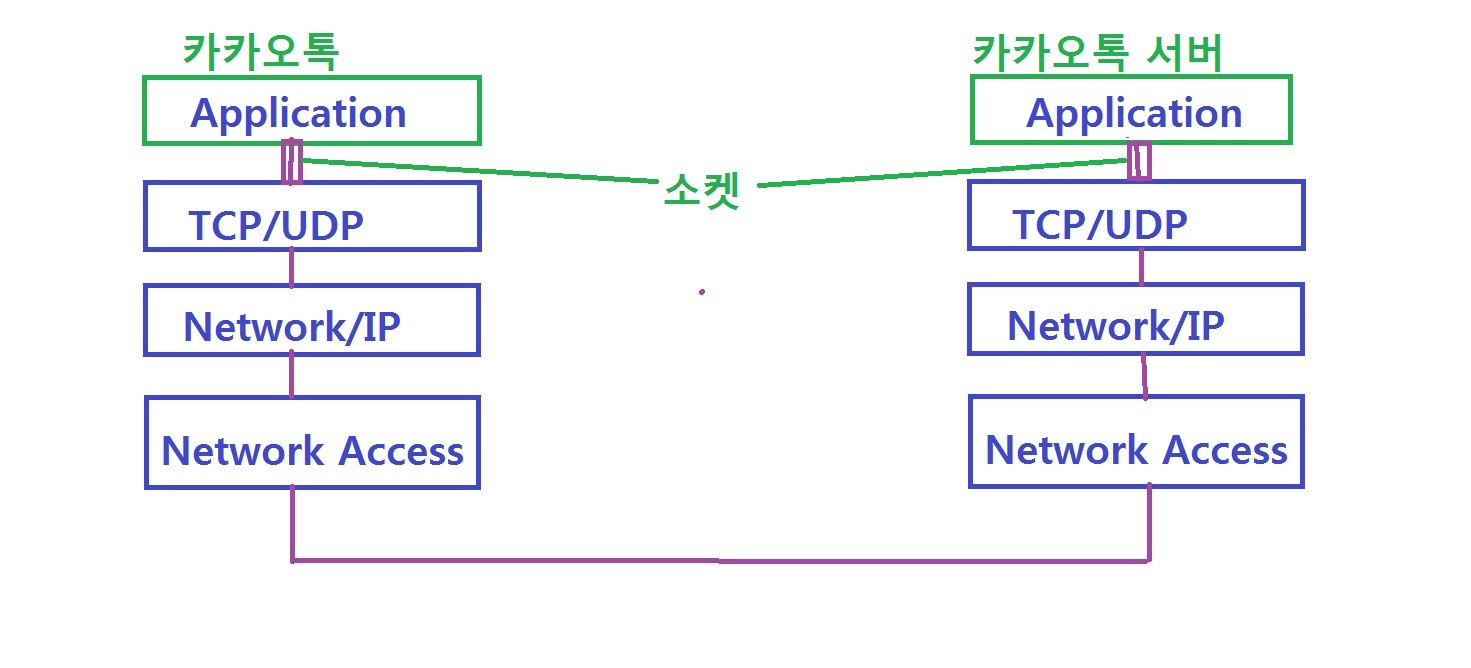 카카오톡
카카오톡 서버
Application
Application
소켓
TCP/UDP
TCP/UDP
Network/IP
Network/IP
Network Access
Network Access